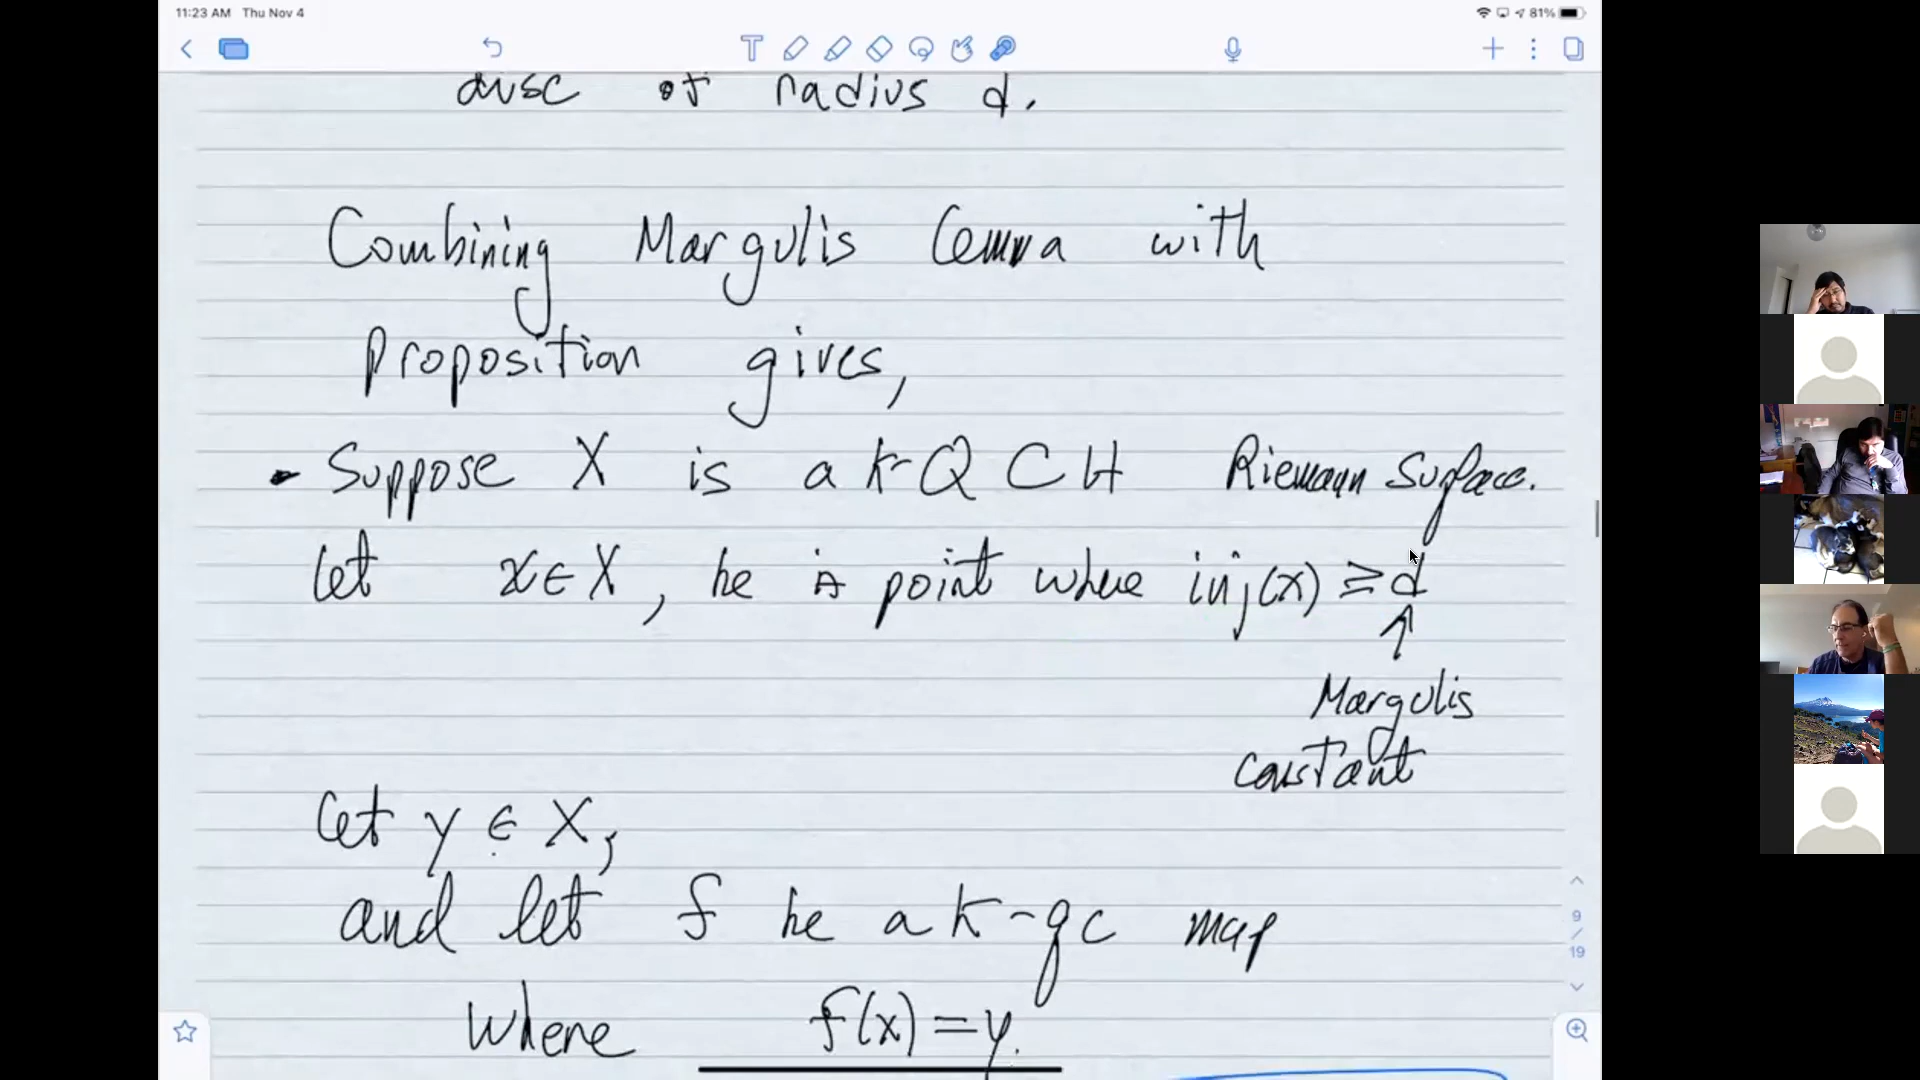 11:23 AM Thu Nov 4
81%
T
disc of radius d.
Combining Margulis Lemma with
Proposition gives,
- Suppose X is a K-QCH Riemann Surface.
Let x ∈ X, be a point where inj(x) ≥ d
↑
Margulis
constant
Let y ∈ X,
and let f be a K-qc map
where f(x) = y.
9
/
19